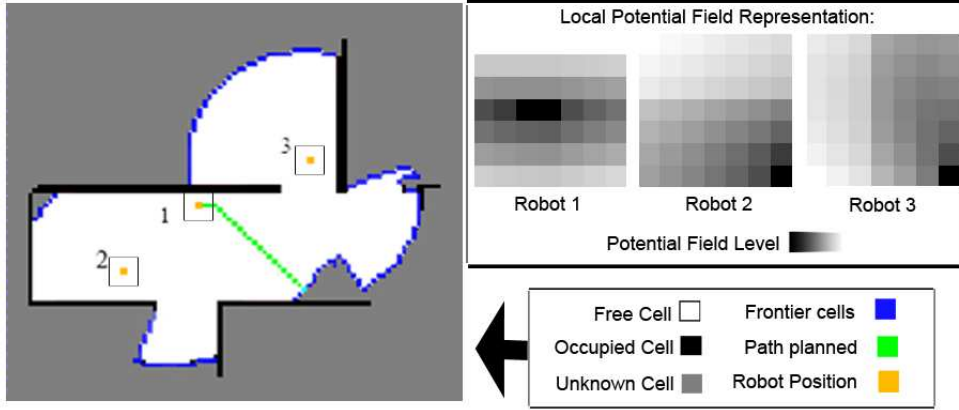 3
1
2
Local Potential Field Representation:
Robot 1
Robot 2
Robot 3
Potential Field Level
Free Cell
Frontier cells
Occupied Cell
Path planned
Unknown Cell
Robot Position